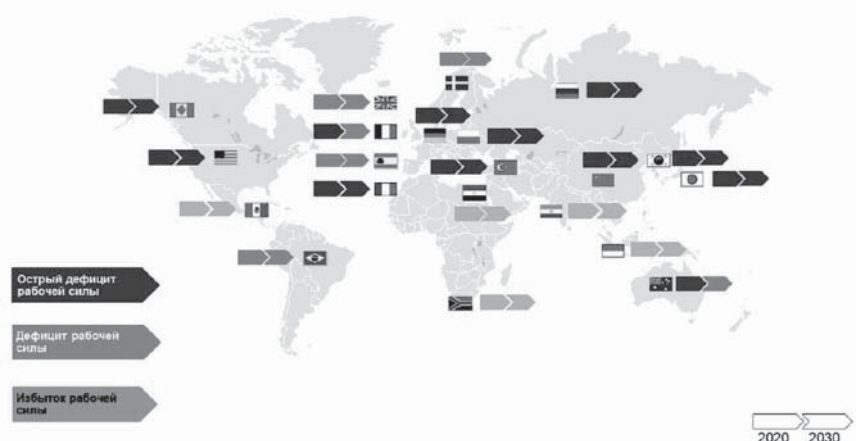 Острый дефицит
рабочей силы
Дефицит рабочей
силы
Избыток рабочей
силы
2020 2030